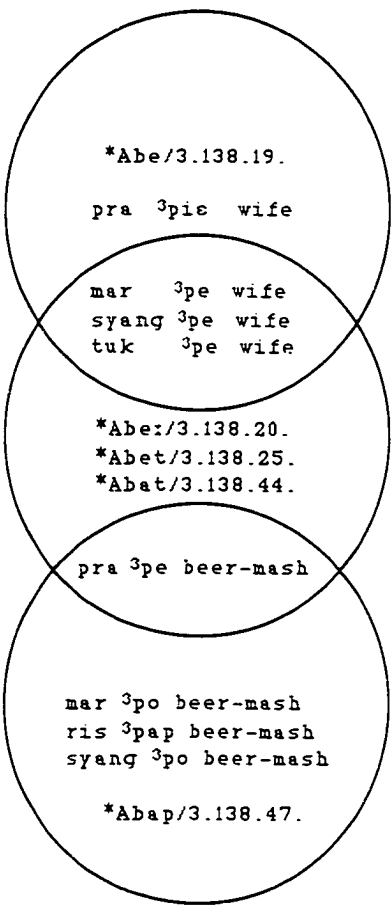 *Abe/3.138.19.
pra ³piɛ wife
mar ³pe wife
syang ³pe wife
tuk ³pe wife
*Abeː/3.138.20.
*Abet/3.138.25.
*Abat/3.138.44.
pra ³pe beer-mash
mar ³po beer-mash
ris ³pap beer-mash
syang ³po beer-mash
*Abap/3.138.47.